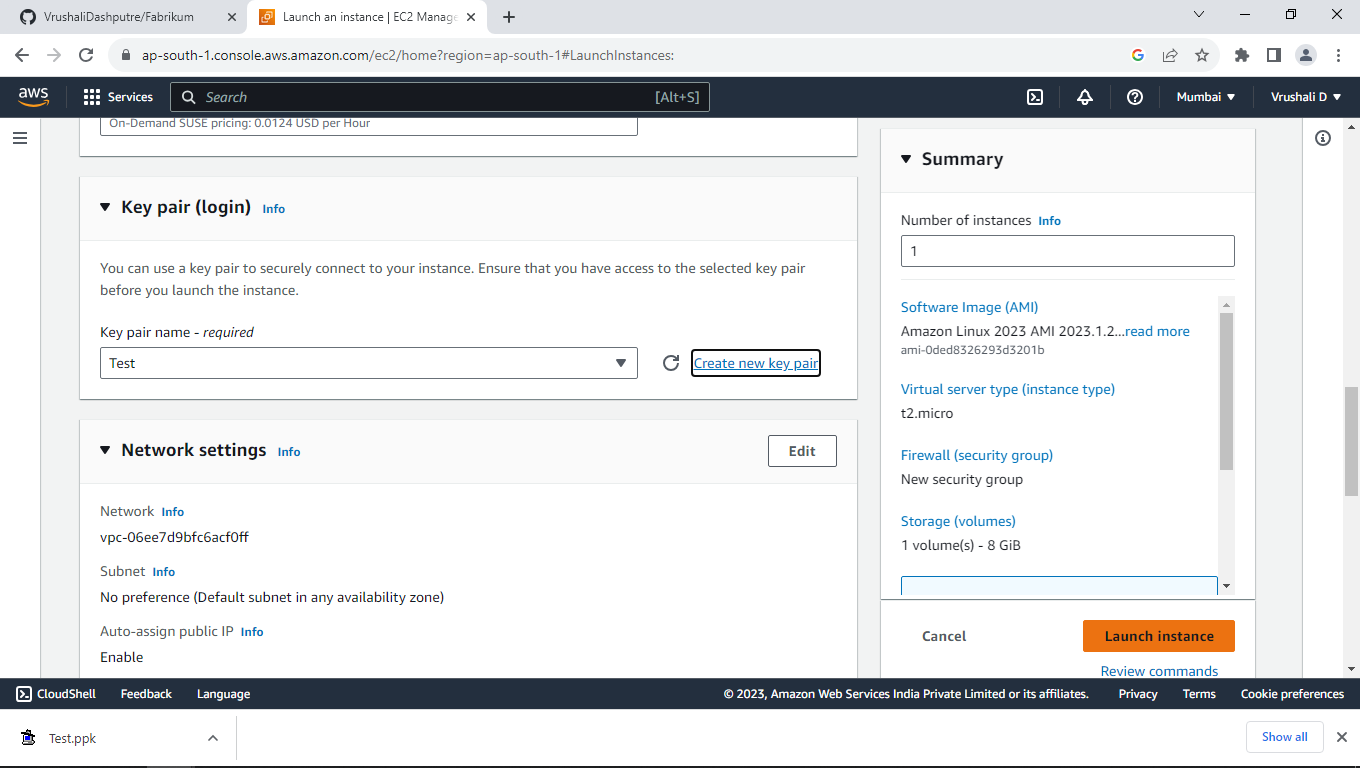 VrushaliDashputre/Fabrikum
Launch an instance | EC2 Manage
ap-south-1.console.aws.amazon.com/ec2/home?region=ap-south-1#LaunchInstances:
aws
Services
Search
[Alt+S]
Mumbai
Vrushali D
On-Demand SUSE pricing: 0.0124 USD per Hour
Key pair (login) Info
You can use a key pair to securely connect to your instance. Ensure that you have access to the selected key pair
before you launch the instance.
Key pair name - required
Test
Create new key pair
Network settings Info
Edit
Network Info
vpc-06ee7d9bfc6acf0ff
Subnet Info
No preference (Default subnet in any availability zone)
Auto-assign public IP Info
Enable
Summary
Number of instances Info
1
Software Image (AMI)
Amazon Linux 2023 AMI 2023.1.2...read more
ami-0ded8326293d3201b
Virtual server type (instance type)
t2.micro
Firewall (security group)
New security group
Storage (volumes)
1 volume(s) - 8 GiB
Cancel
Launch instance
Review commands
CloudShell
Feedback
Language
© 2023, Amazon Web Services India Private Limited or its affiliates.
Privacy
Terms
Cookie preferences
Test.ppk
Show all